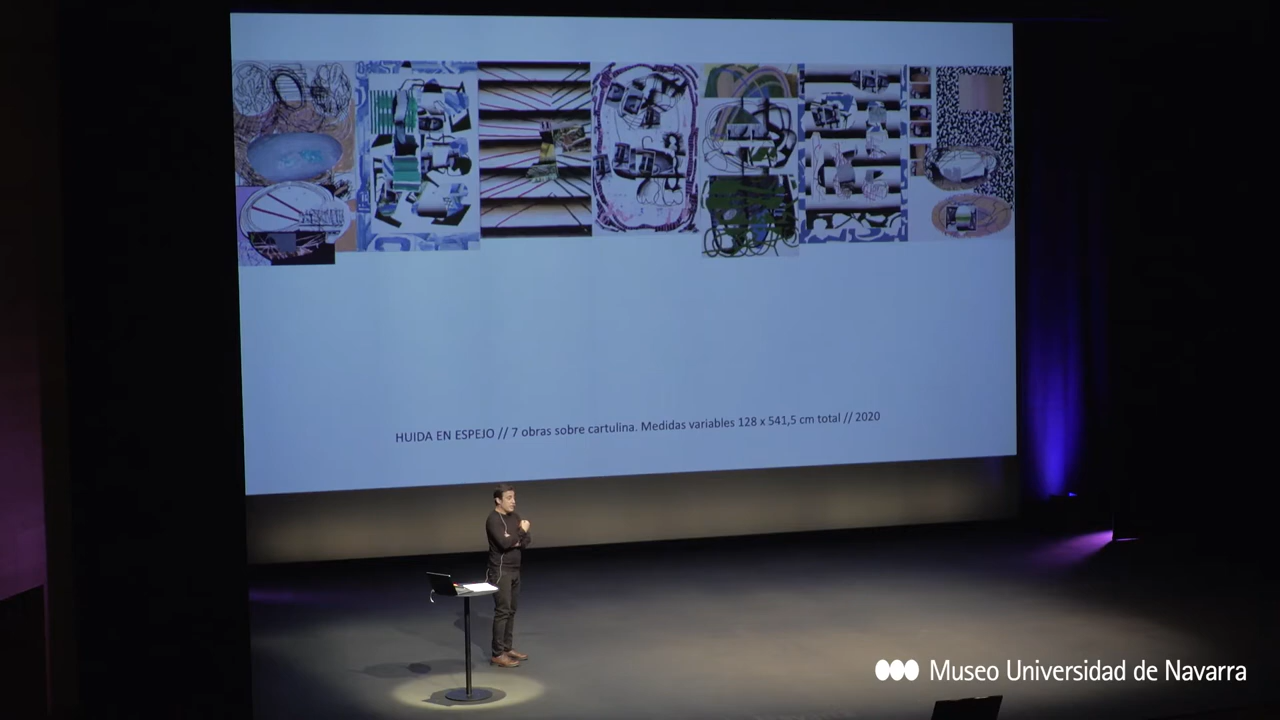 HUIDA EN ESPEJO // 7 obras sobre cartulina. Medidas variables 128 x 541,5 cm total // 2020
Museo Universidad de Navarra